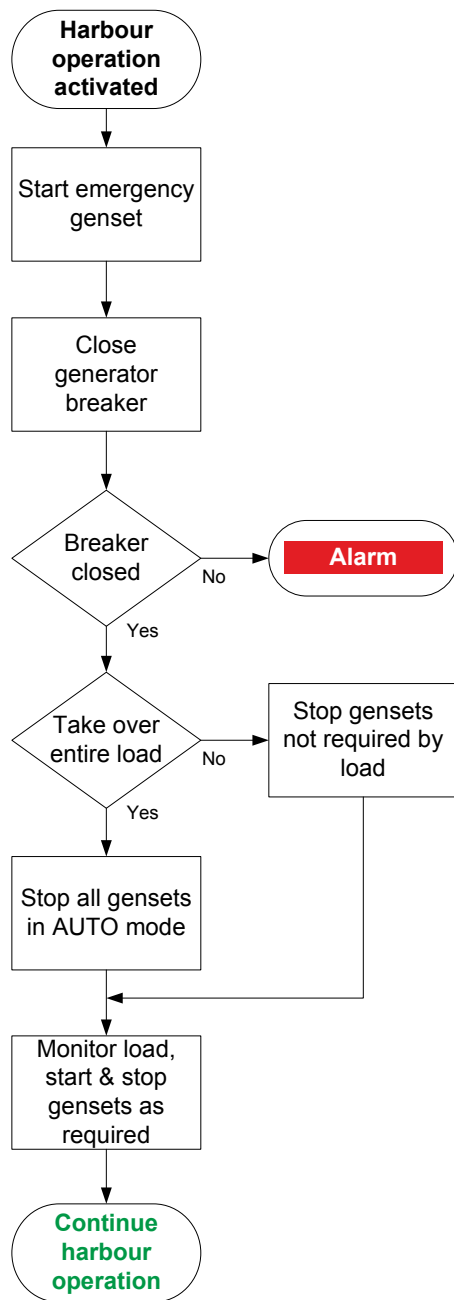 Harbour
operation
activated
Start emergency
genset
Close
generator
breaker
Breaker
closed
No
Alarm
Yes
Take over
entire load
No
Stop gensets
not required by
load
Yes
Stop all gensets
in AUTO mode
Monitor load,
start & stop
gensets as
required
Continue
harbour
operation